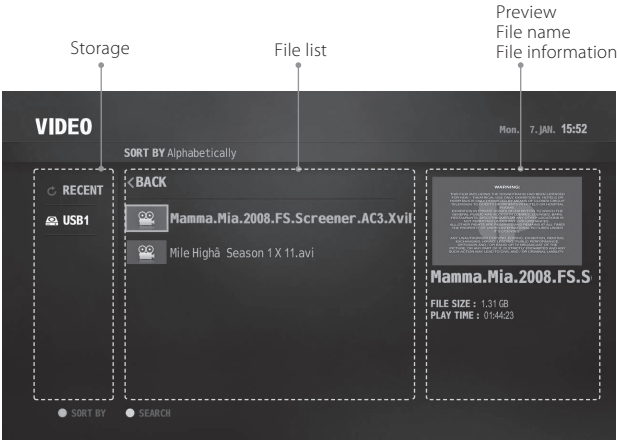 Preview
File name
File information
Storage
File list
VIDEO
Mon. 7. JAN. 15:52
SORT BY Alphabetically
RECENT
USB1
<BACK
Mamma.Mia.2008.FS.Screener.AC3.Xvil
Mile Highâ Season 1 X 11.avi
WARNING:
Mamma.Mia.2008.FS.S
FILE SIZE : 1.31 GB
PLAY TIME : 01:44:23
SORT BY
SEARCH